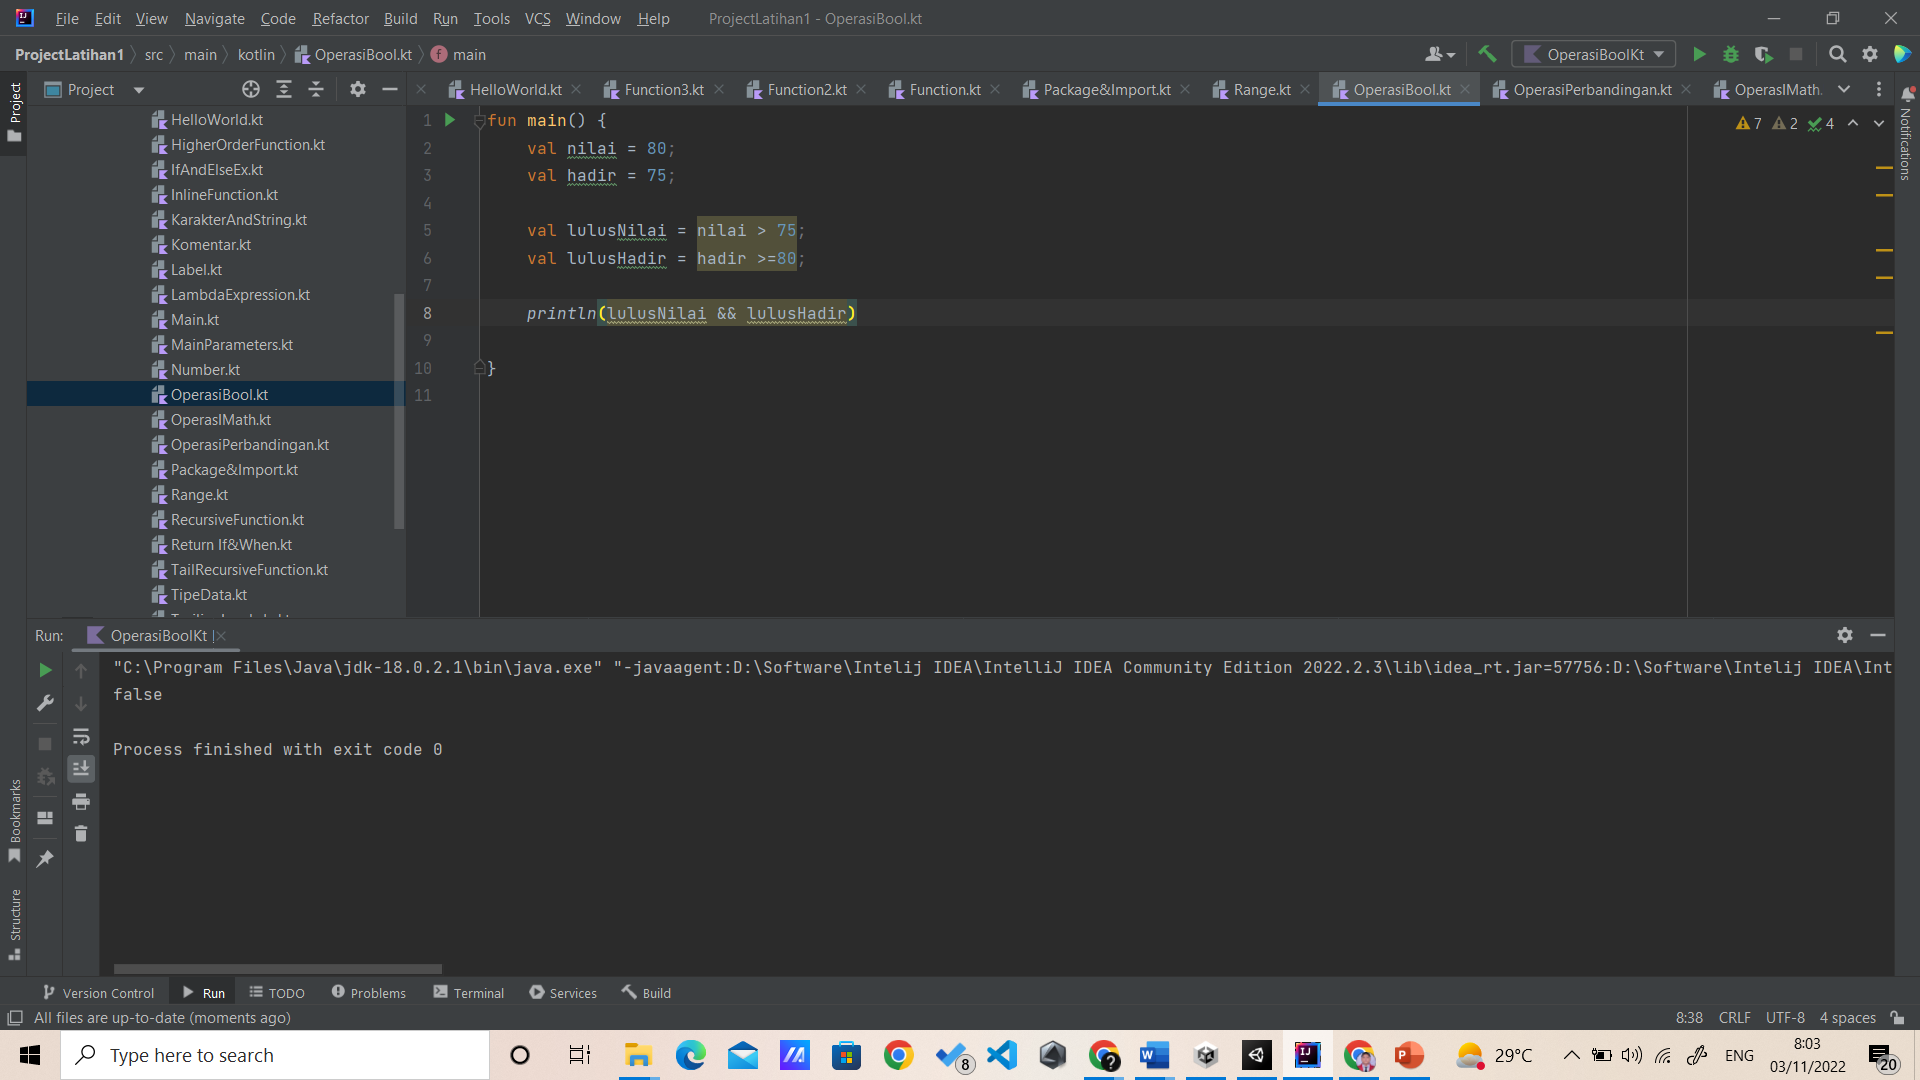 File Edit View Navigate Code Refactor Build Run Tools VCS Window Help ProjectLatihan1 - OperasiBool.kt
ProjectLatihan1 src main kotlin OperasiBool.kt main
OperasiBoolKt
Project
Project
HelloWorld.kt Function3.kt Function2.kt Function.kt Package&Import.kt Range.kt OperasiBool.kt OperasiPerbandingan.kt OperasIMath.
Notifications
HelloWorld.kt
HigherOrderFunction.kt
IfAndElseEx.kt
InlineFunction.kt
KarakterAndString.kt
Komentar.kt
Label.kt
LambdaExpression.kt
Main.kt
MainParameters.kt
Number.kt
OperasiBool.kt
OperasIMath.kt
OperasiPerbandingan.kt
Package&Import.kt
Range.kt
RecursiveFunction.kt
Return If&When.kt
TailRecursiveFunction.kt
TipeData.kt
7 2 4
1 fun main() {
2 val nilai = 80;
3 val hadir = 75;
4
5 val lulusNilai = nilai > 75;
6 val lulusHadir = hadir >=80;
7
8 println(lulusNilai && lulusHadir)
9
10 }
11
Run: OperasiBoolKt
"C:\Program Files\Java\jdk-18.0.2.1\bin\java.exe" "-javaagent:D:\Software\Intelij IDEA\IntelliJ IDEA Community Edition 2022.2.3\lib\idea_rt.jar=57756:D:\Software\Intelij IDEA\Int
false
Process finished with exit code 0
Bookmarks
Structure
Version Control Run TODO Problems Terminal Services Build
All files are up-to-date (moments ago)
8:38 CRLF UTF-8 4 spaces
Type here to search
8
29°C
ENG
8:03
03/11/2022
20